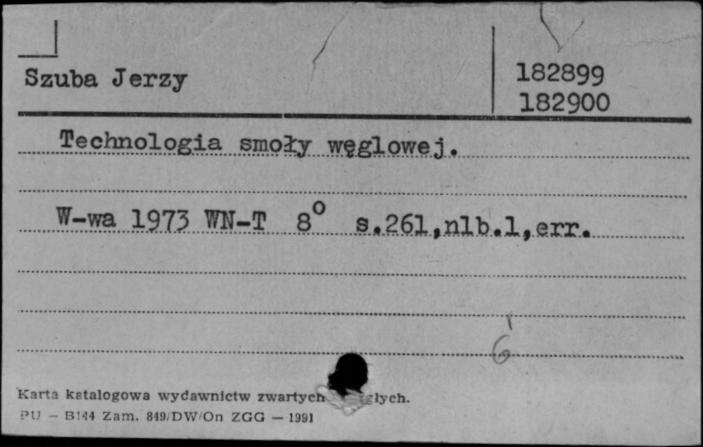 Szuba Jerzy
182899
182900
Technologia smoły węglowej.
W-wa 1973 WN-T 8° s.261,nlb.1,err.
6
Karta katalogowa wydawnictw zwartych
PU — B144 Zam. 849/DW/On ZGG — 1991